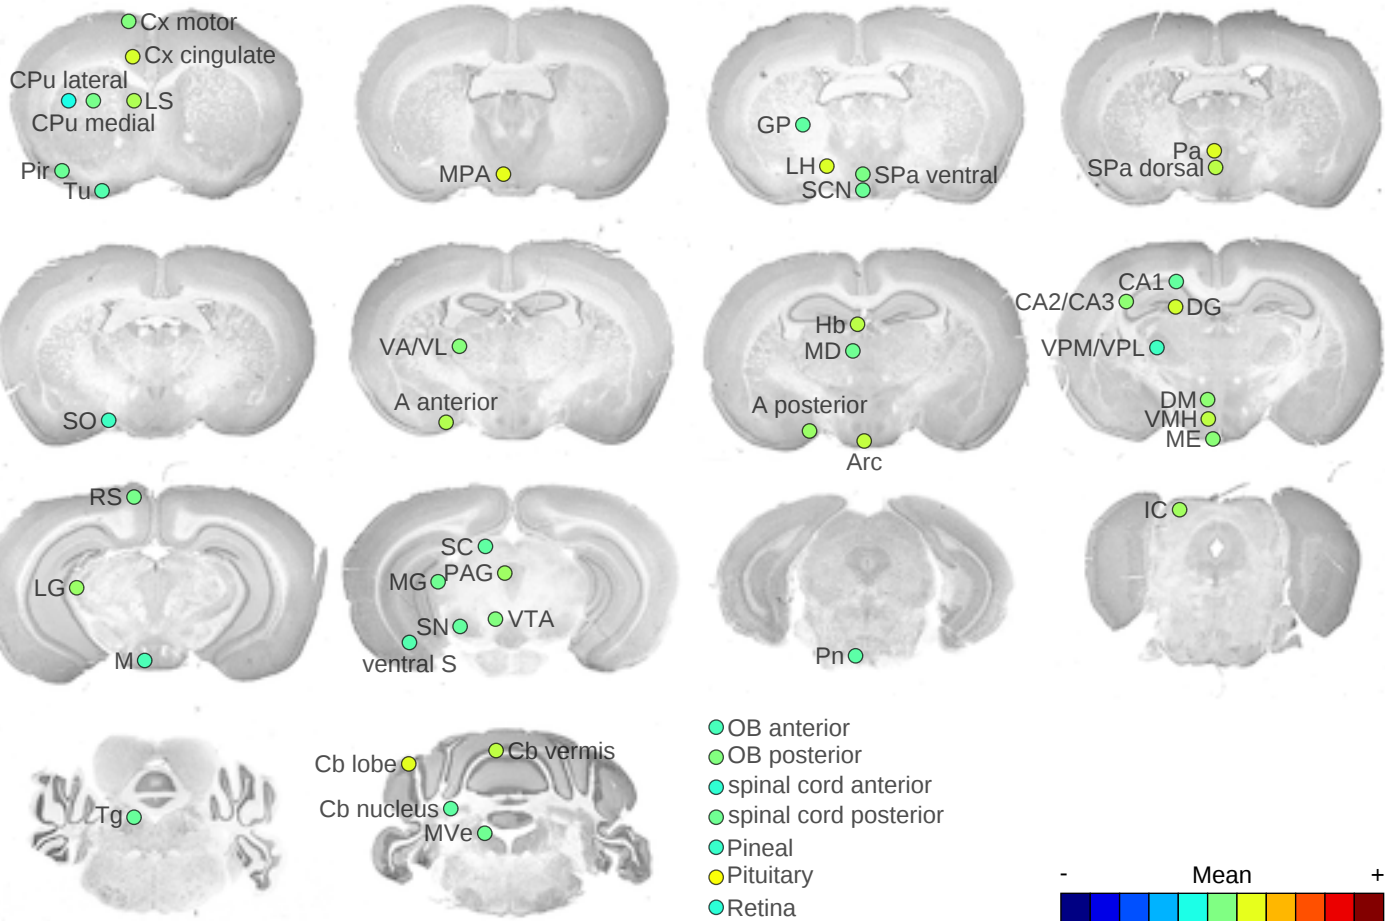 Cx motor
Cx cingulate
CPu lateral
LS
CPu medial
Pir
Tu
MPA
GP
LH
SPa ventral
SCN
Pa
SPa dorsal
SO
VA/VL
A anterior
Hb
MD
A posterior
Arc
CA1
CA2/CA3
DG
VPM/VPL
DM
VMH
ME
RS
LG
M
SC
MG
PAG
SN
VTA
ventral S
Pn
IC
Tg
Cb lobe
Cb vermis
Cb nucleus
MVe
OB anterior
OB posterior
spinal cord anterior
spinal cord posterior
Pineal
Pituitary
Retina
- Mean +